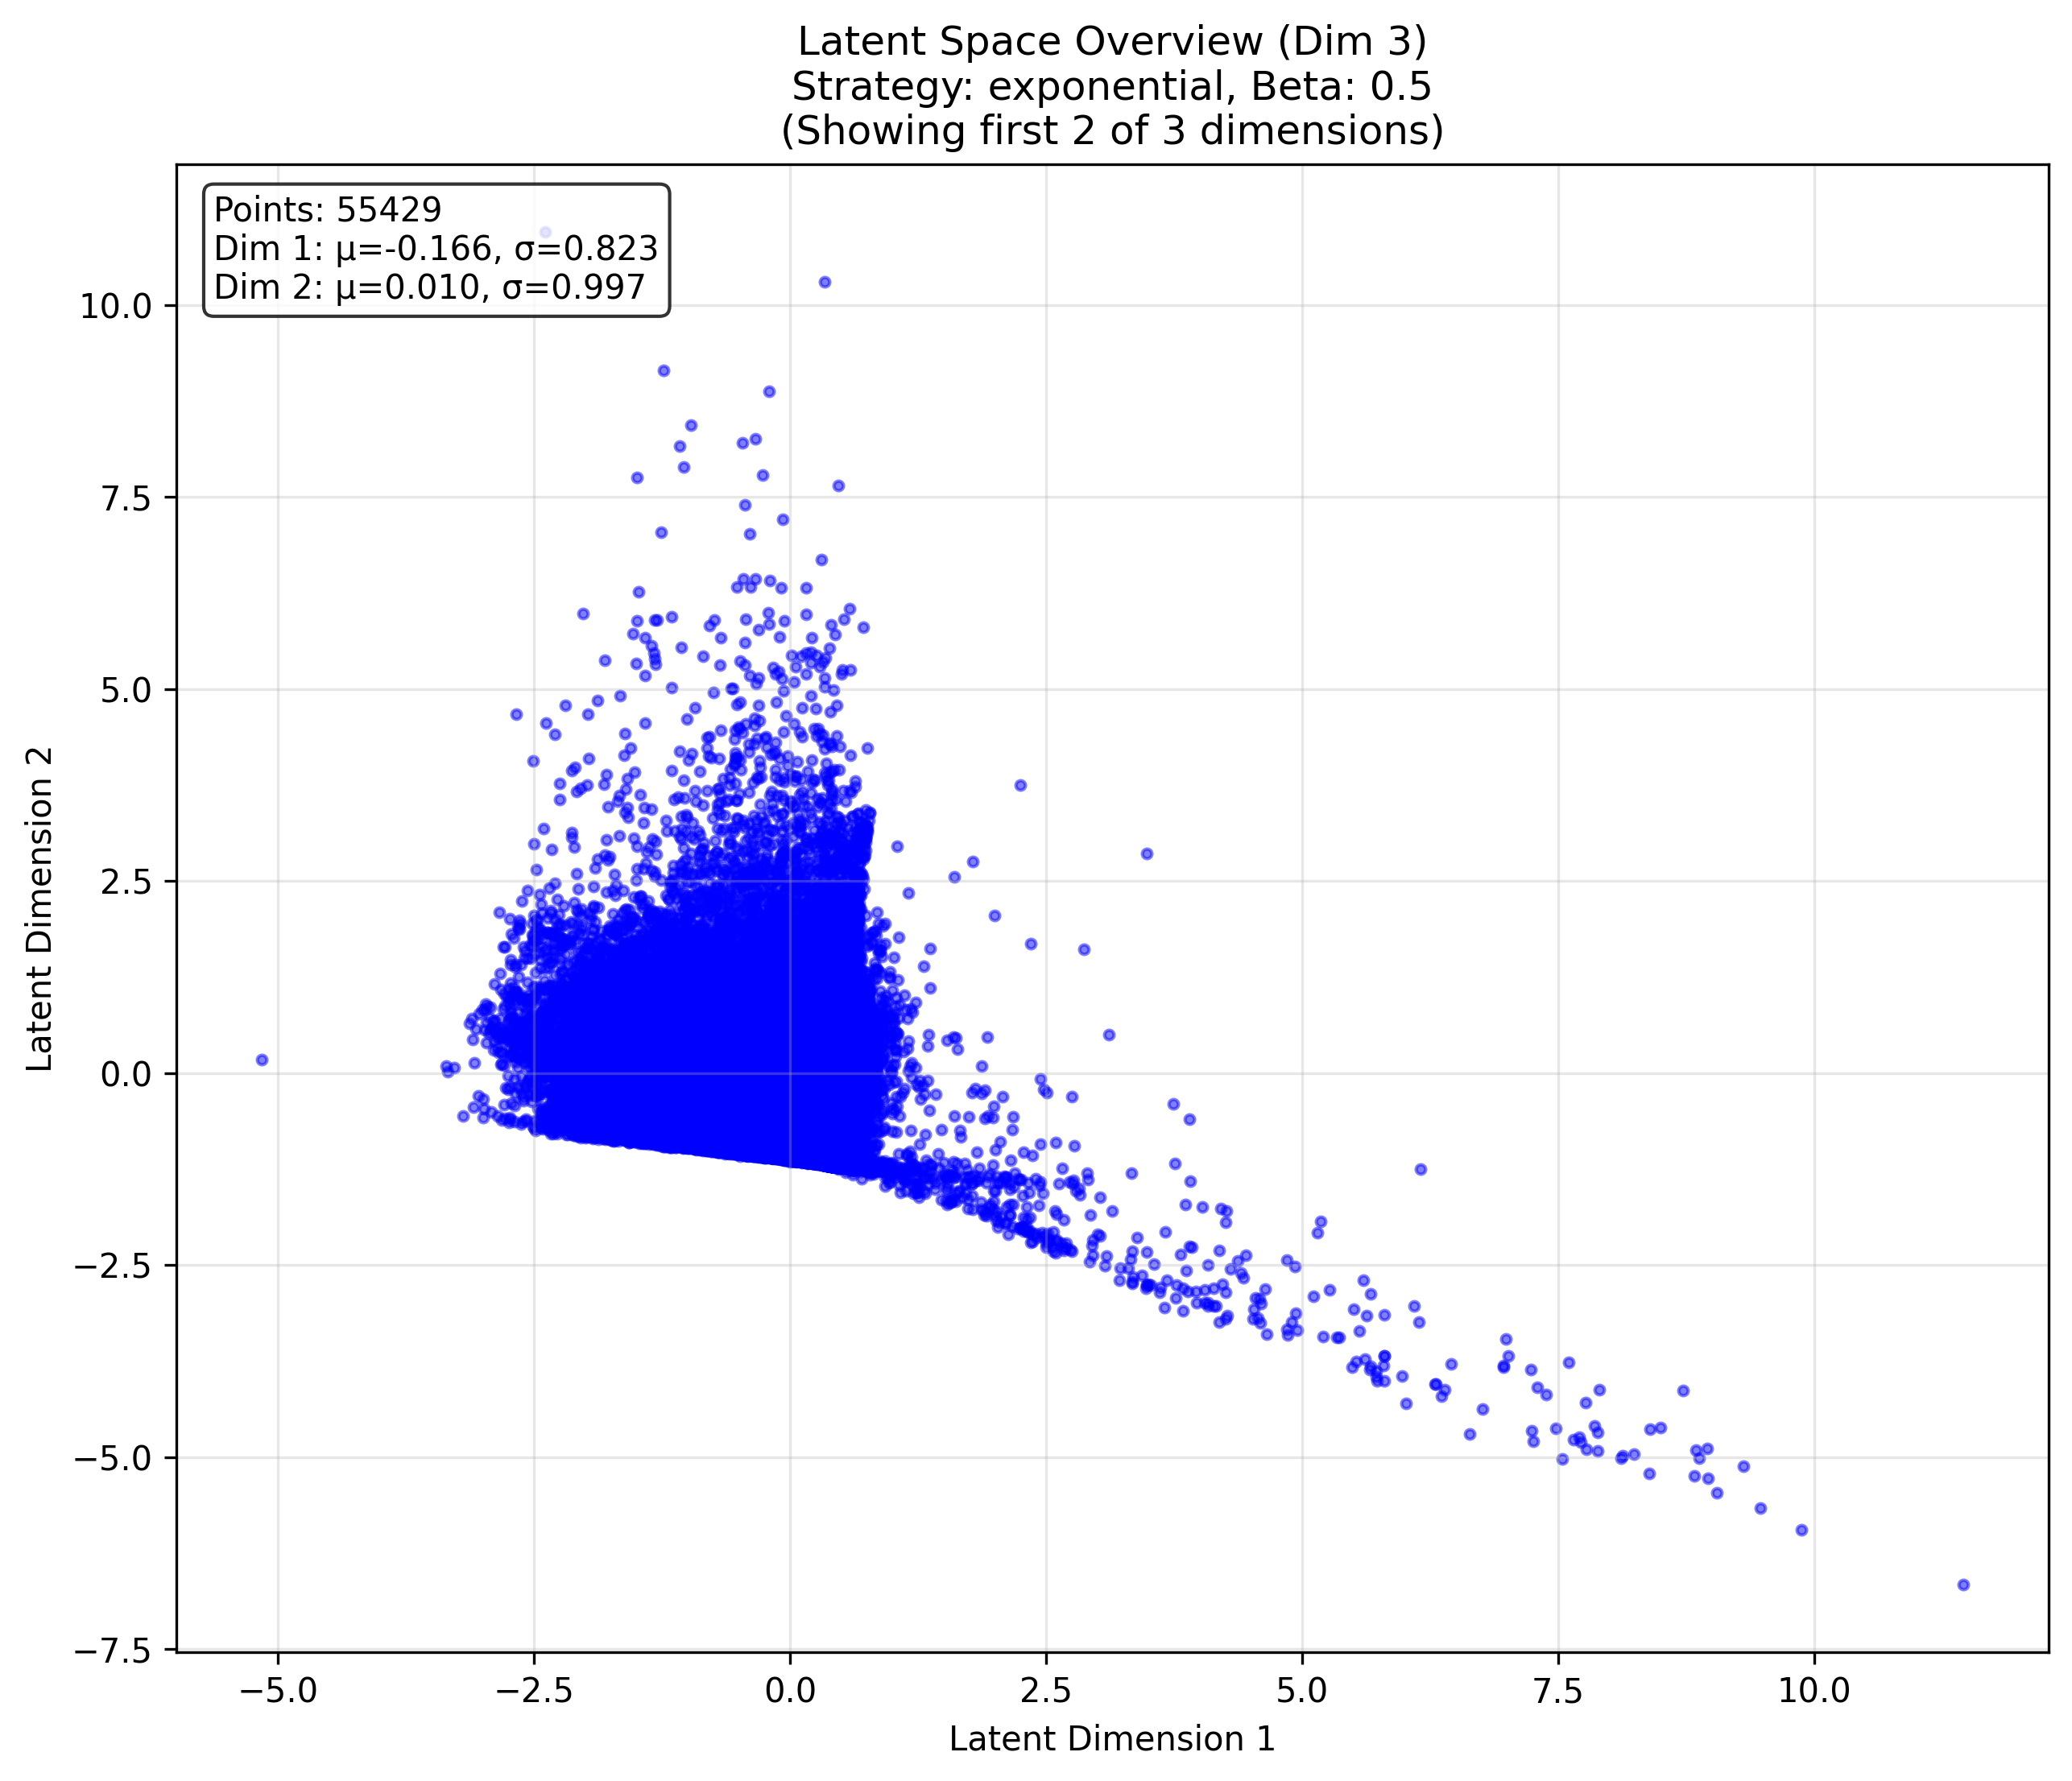 Latent Space Overview (Dim 3)
Strategy: exponential, Beta: 0.5
(Showing first 2 of 3 dimensions)
Points: 55429
Dim 1: μ=-0.166, σ=0.823
Dim 2: μ=0.010, σ=0.997
10.0
7.5
5.0
2.5
0.0
−2.5
−5.0
−7.5
Latent Dimension 2
−5.0
−2.5
0.0
2.5
5.0
7.5
10.0
Latent Dimension 1